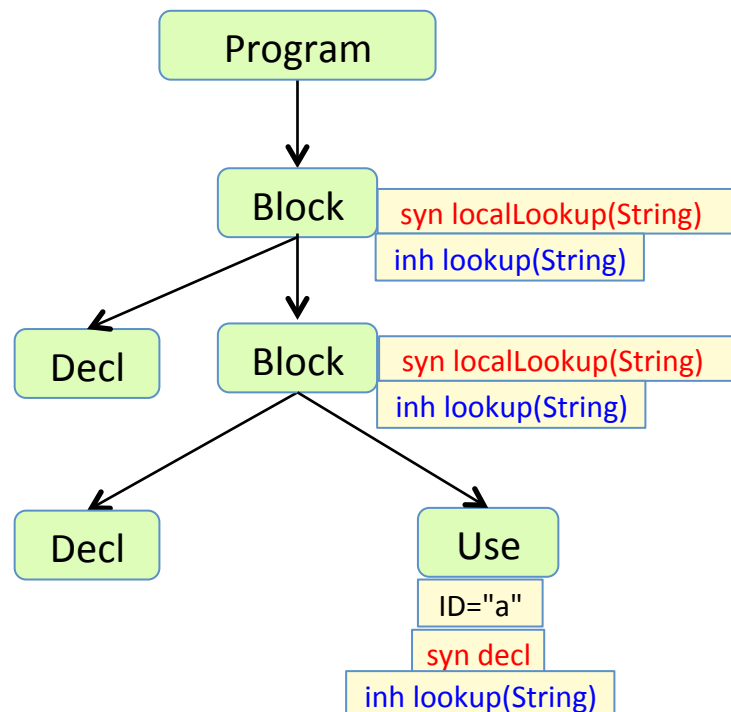 Program
Block
syn localLookup(String)
inh lookup(String)
Decl
Block
syn localLookup(String)
inh lookup(String)
Decl
Use
ID="a"
syn decl
inh lookup(String)